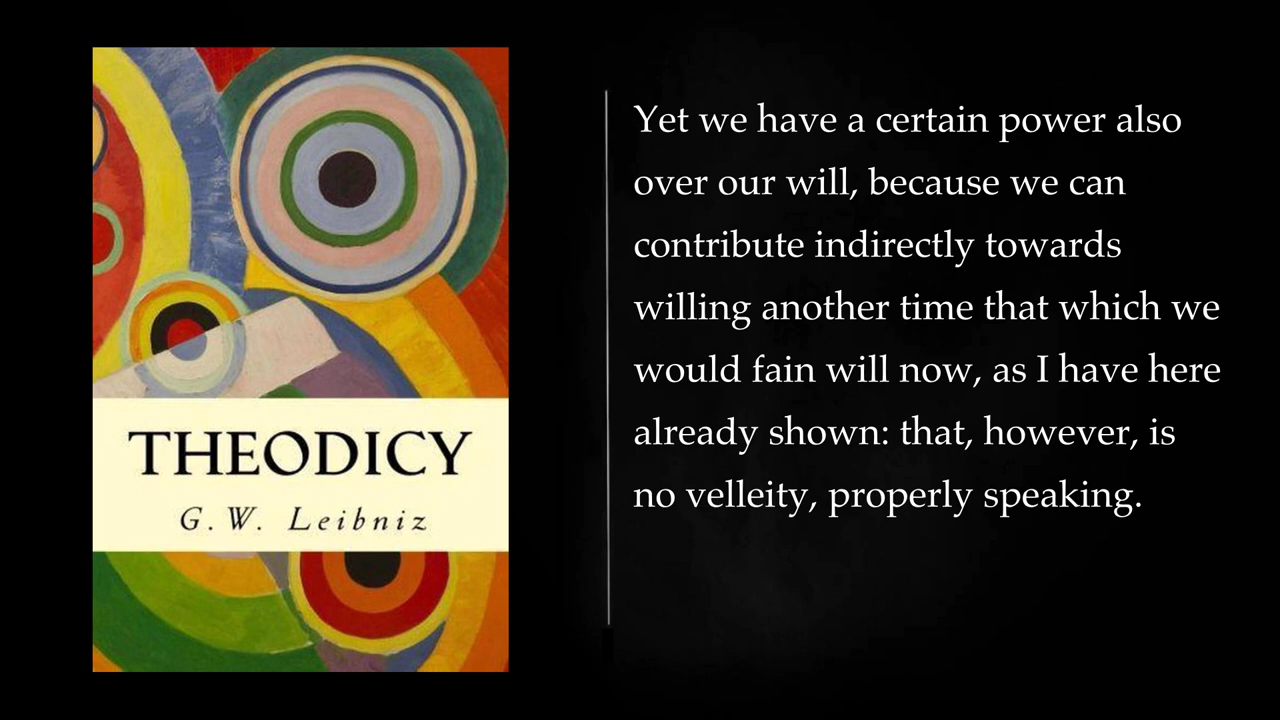 THEODICY
G. W. Leibniz
Yet we have a certain power also
over our will, because we can
contribute indirectly towards
willing another time that which we
would fain will now, as I have here
already shown: that, however, is
no velleity, properly speaking.